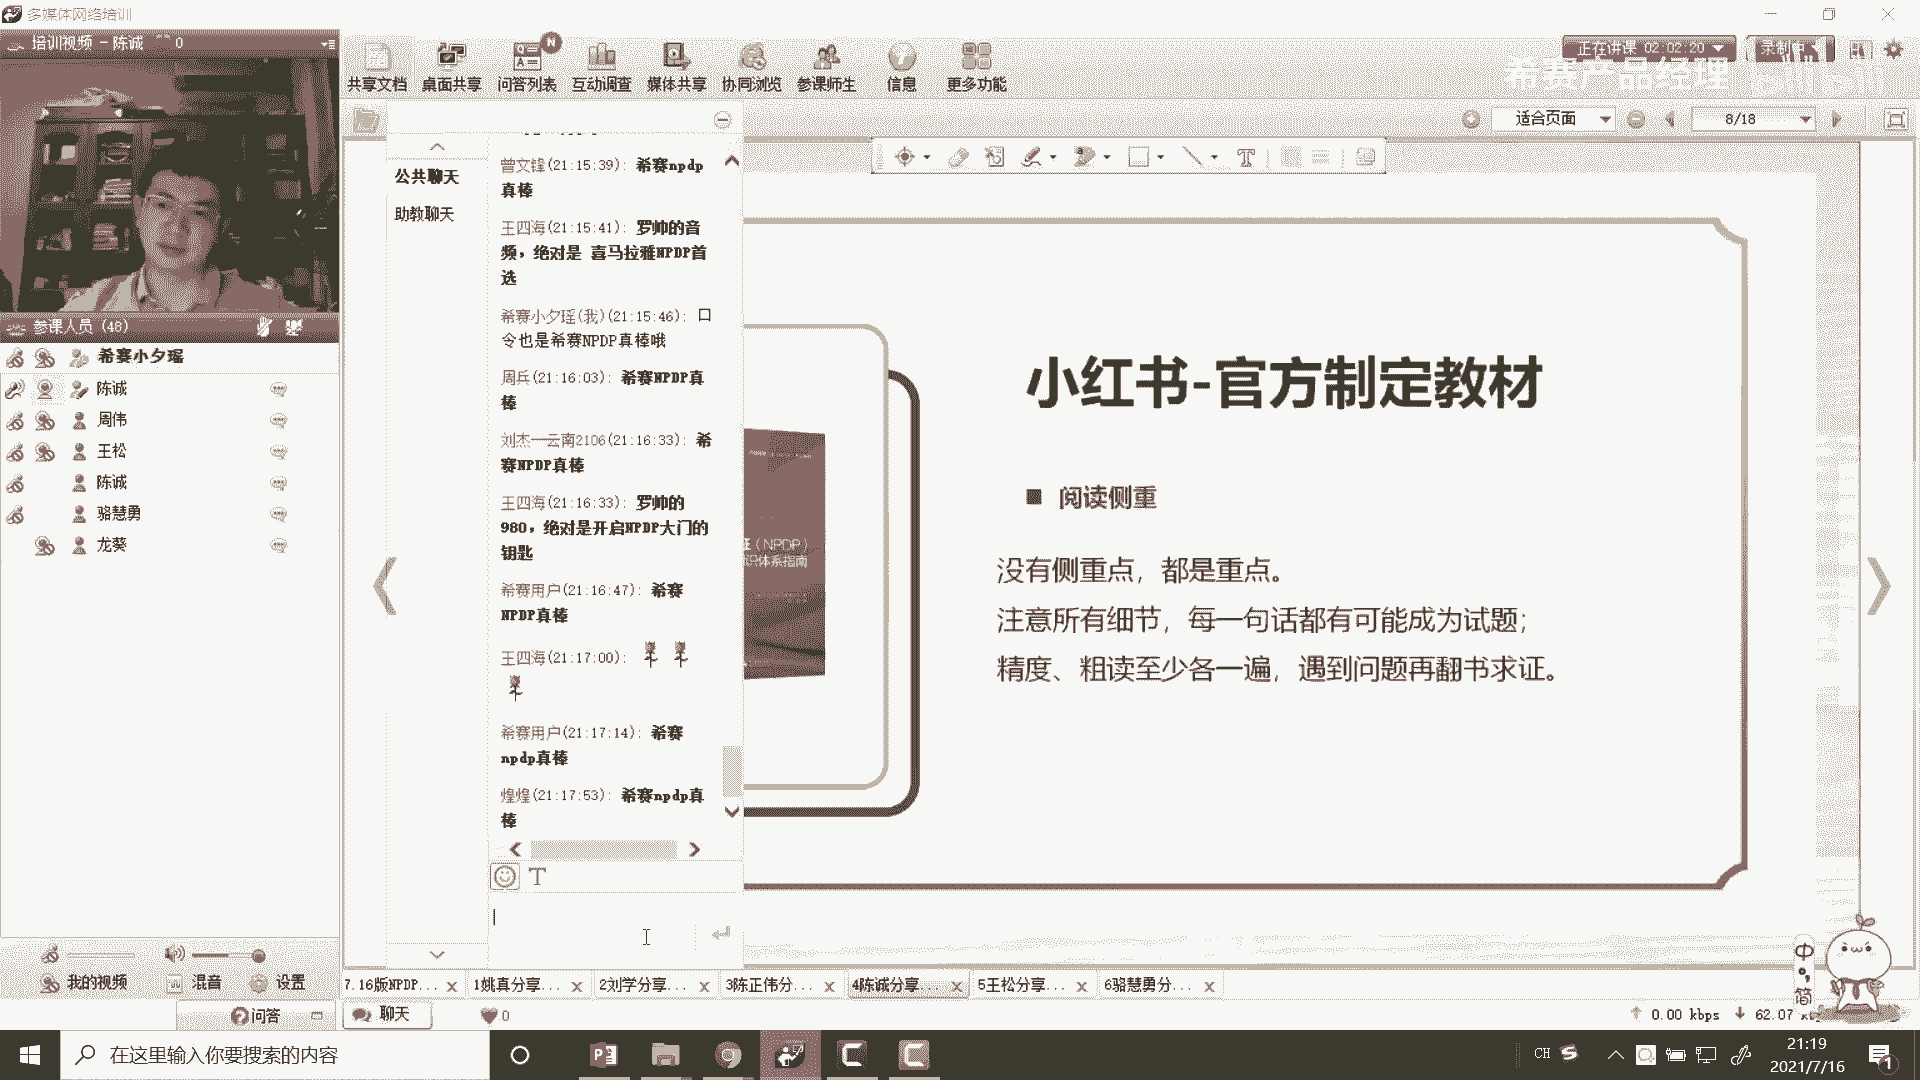 多媒体网络培训
培训视频 - 陈诚 0
共享文档 桌面共享 问答列表 互动调查 媒体共享 协同浏览 参课师生 信息 更多功能
正在讲课 02:02:20
希赛产品经理
适合页面
8/18
公共聊天
助教聊天
曾文锋(21:15:39): 希赛npdp
真棒
王四海(21:15:41): 罗帅的音
频,绝对是 喜马拉雅NPDP首
选
希赛小夕瑶(我)(21:15:46): 口
令也是希赛NPDP真棒哦
周兵(21:16:03): 希赛NPDP真
棒
刘杰一云南2106(21:16:33): 希
赛NPDP真棒
王四海(21:16:33): 罗帅的
980,绝对是开启NPDP大门的
钥匙
希赛用户(21:16:47): 希赛
NPDP真棒
王四海(21:17:00):
希赛用户(21:17:14): 希赛
npdp真棒
煌煌(21:17:53): 希赛npdp真
棒
参课人员 (48)
希赛小夕瑶
陈诚
周伟
王松
陈诚
骆慧勇
龙葵
小红书-官方制定教材
■ 阅读侧重
没有侧重点，都是重点。
注意所有细节，每一句话都有可能成为试题；
精度、粗读至少各一遍，遇到问题再翻书求证。
(NPDP)
识体系指南
我的视频 混音 设置
问答
聊天
0
7.16版NPDP... 1姚真分享... 2刘学分享... 3陈正伟分... 4陈诚分享... 5王松分享... 6骆慧勇分...
中
简
0.00 kbps 62.07
在这里输入你要搜索的内容
CH
21:19
2021/7/16
1